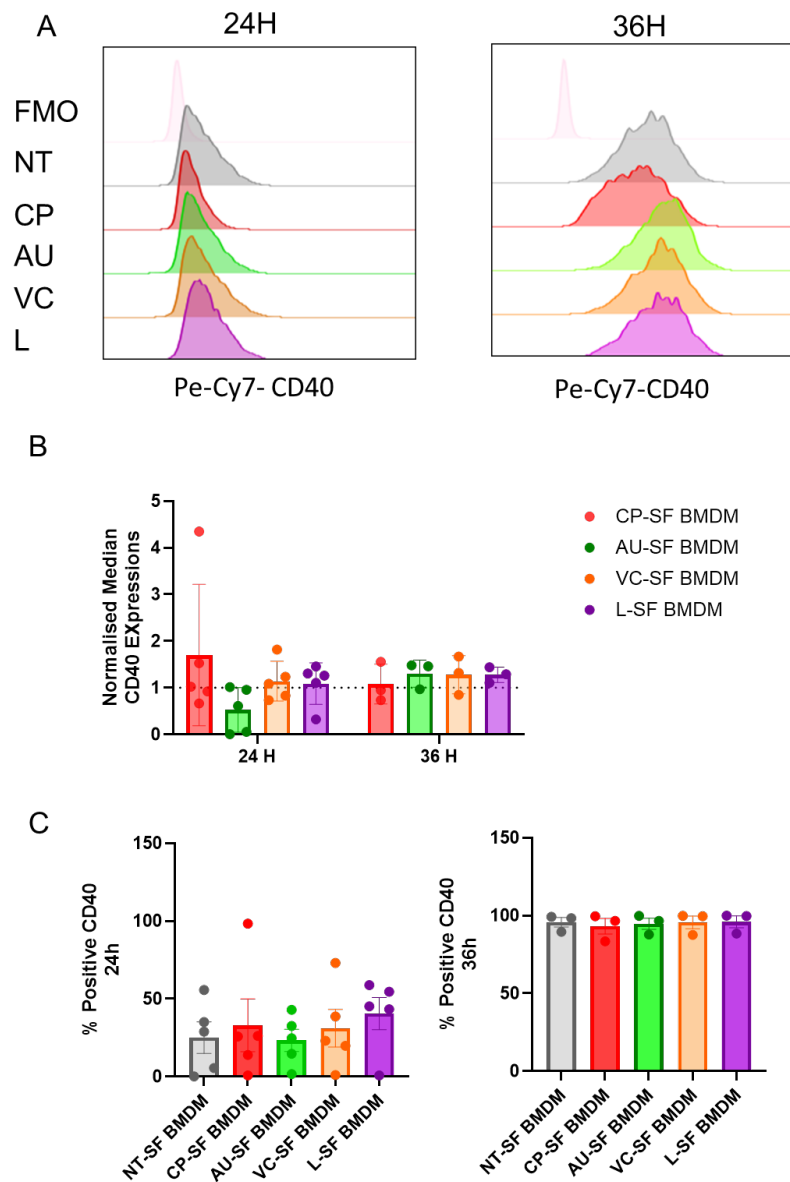 A
24H
36H
FMO
NT
CP
AU
VC
L
Pe-Cy7- CD40
Pe-Cy7-CD40
B
Normalised Median
CD40 EXpressions
5
4
3
2
1
0
24 H
36 H
CP-SF BMDM
AU-SF BMDM
VC-SF BMDM
L-SF BMDM
C
% Positive CD40
24h
150
100
50
0
NT-SF BMDM
CP-SF BMDM
AU-SF BMDM
VC-SF BMDM
L-SF BMDM
% Positive CD40
36h
150
100
50
0
NT-SF BMDM
CP-SF BMDM
AU-SF BMDM
VC-SF BMDM
L-SF BMDM